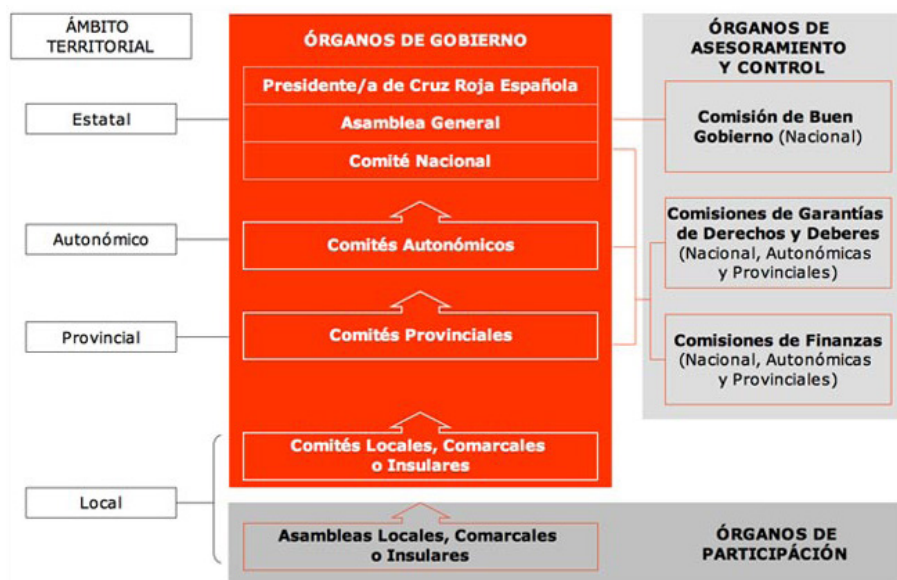 ÁMBITO
TERRITORIAL
ÓRGANOS DE GOBIERNO
ÓRGANOS DE
ASESORAMIENTO
Y CONTROL
Presidente/a de Cruz Roja Española
Estatal
Asamblea General
Comité Nacional
Comisión de Buen
Gobierno (Nacional)
Autonómico
Comités Autonómicos
Comisiones de Garantías
de Derechos y Deberes
(Nacional, Autonómicas
y Provinciales)
Provincial
Comités Provinciales
Comisiones de Finanzas
(Nacional, Autonómicas
y Provinciales)
Local
Comités Locales, Comarcales
o Insulares
Asambleas Locales, Comarcales
o Insulares
ÓRGANOS DE
PARTICIPÁCIÓN